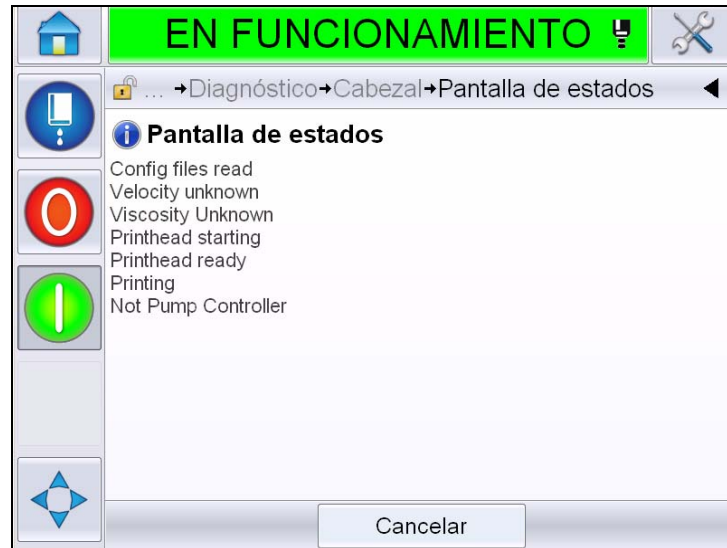 EN FUNCIONAMIENTO
... →Diagnóstico→Cabezal→Pantalla de estados
Pantalla de estados
Config files read
Velocity unknown
Viscosity Unknown
Printhead starting
Printhead ready
Printing
Not Pump Controller
Cancelar